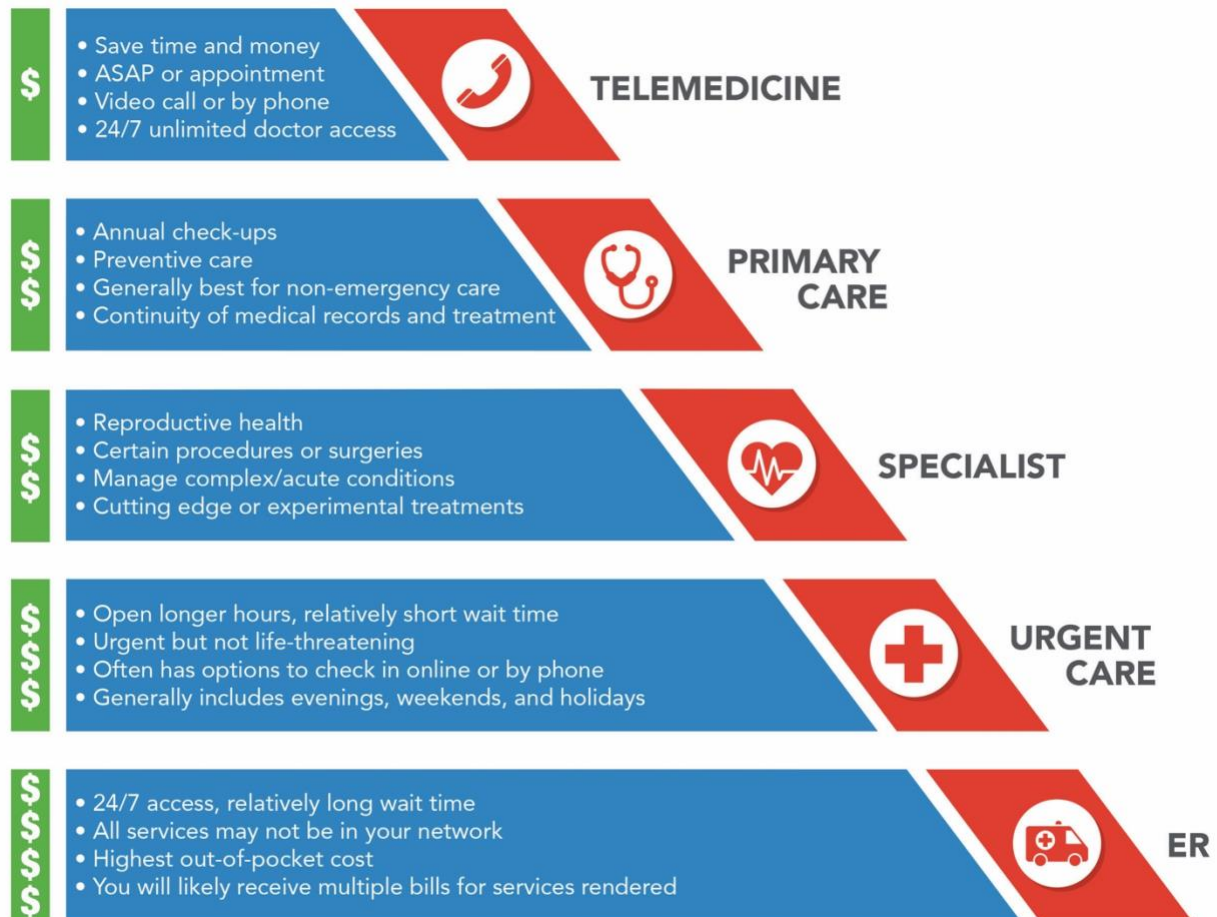 $
• Save time and money
• ASAP or appointment
• Video call or by phone
• 24/7 unlimited doctor access
TELEMEDICINE
$
$
• Annual check-ups
• Preventive care
• Generally best for non-emergency care
• Continuity of medical records and treatment
PRIMARY
CARE
$
$
• Reproductive health
• Certain procedures or surgeries
• Manage complex/acute conditions
• Cutting edge or experimental treatments
SPECIALIST
$
$
$
• Open longer hours, relatively short wait time
• Urgent but not life-threatening
• Often has options to check in online or by phone
• Generally includes evenings, weekends, and holidays
URGENT
CARE
$
$
$
$
• 24/7 access, relatively long wait time
• All services may not be in your network
• Highest out-of-pocket cost
• You will likely receive multiple bills for services rendered
ER